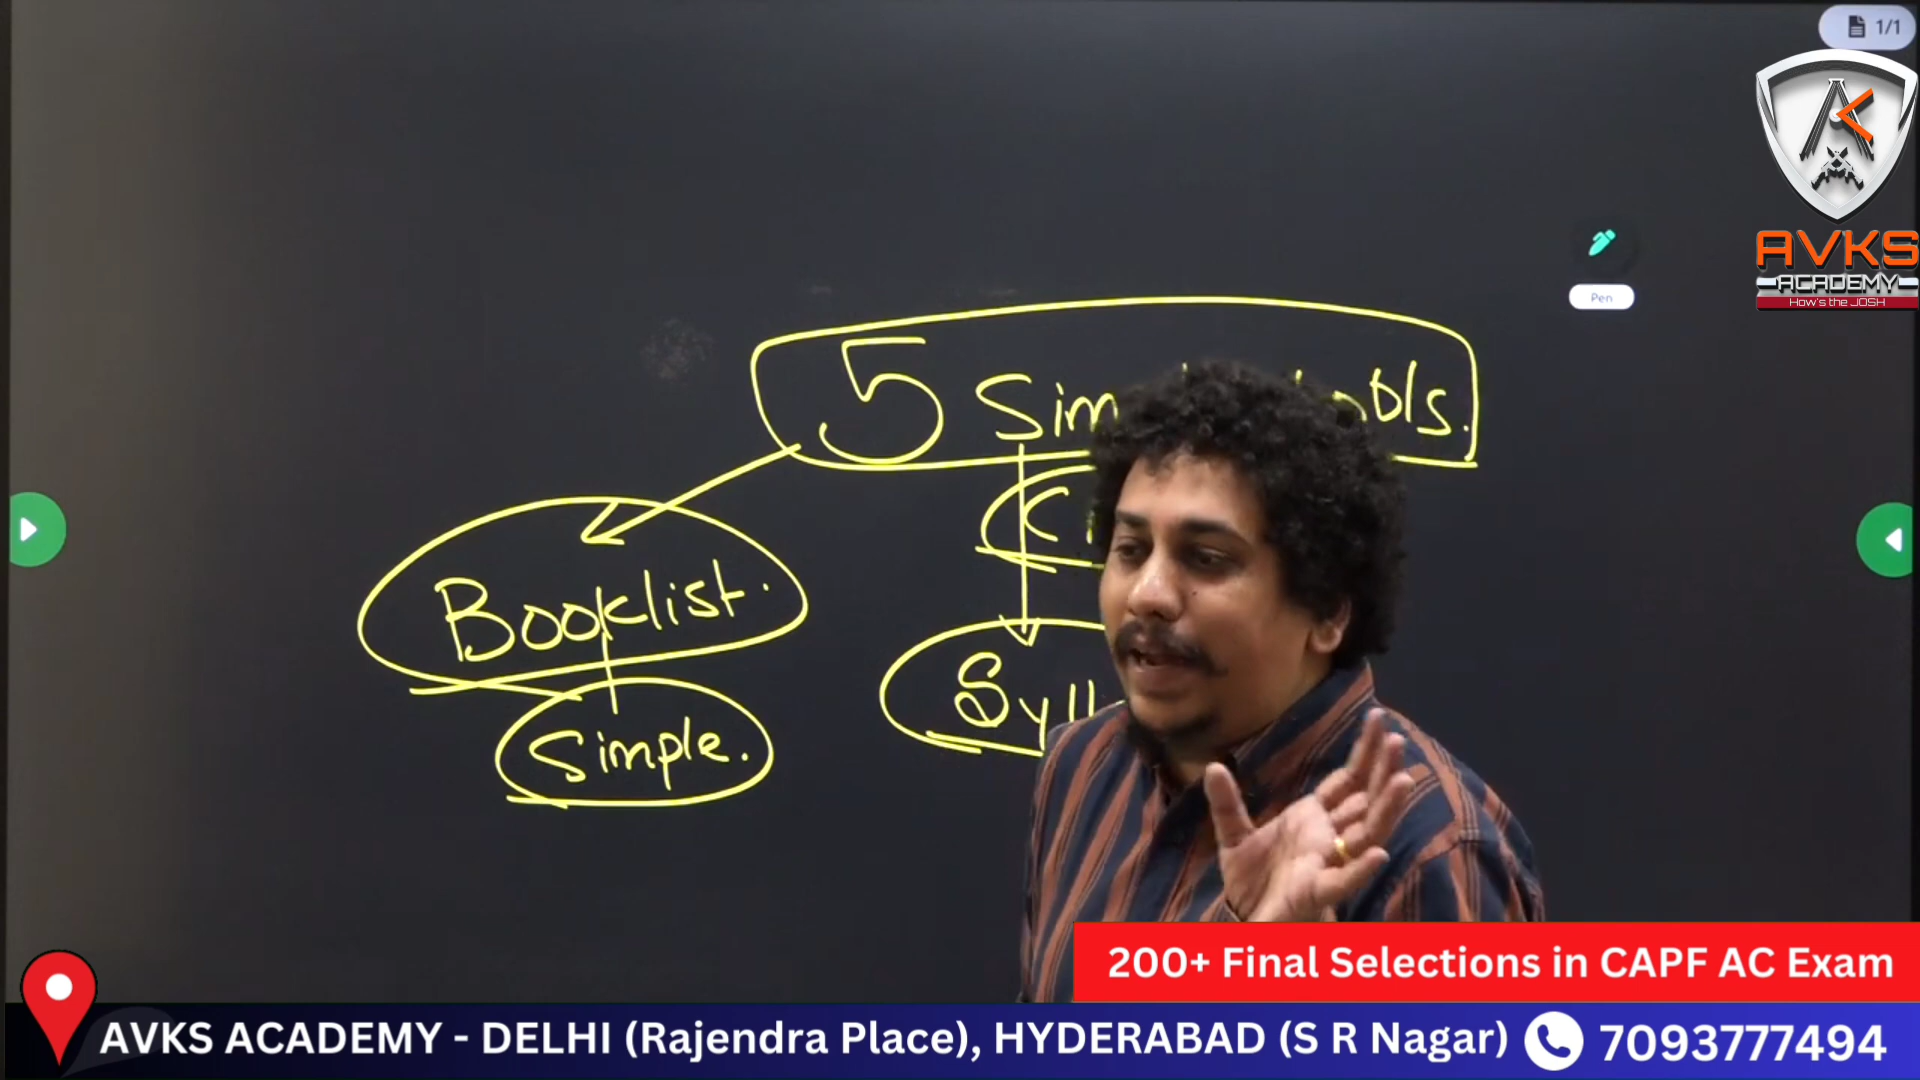 1/1
AVKS
ACADEMY
How's the JOSH
Pen
5
Booklist.
Simple.
200+ Final Selections in CAPF AC Exam
AVKS ACADEMY - DELHI (Rajendra Place), HYDERABAD (S R Nagar) 7093777494